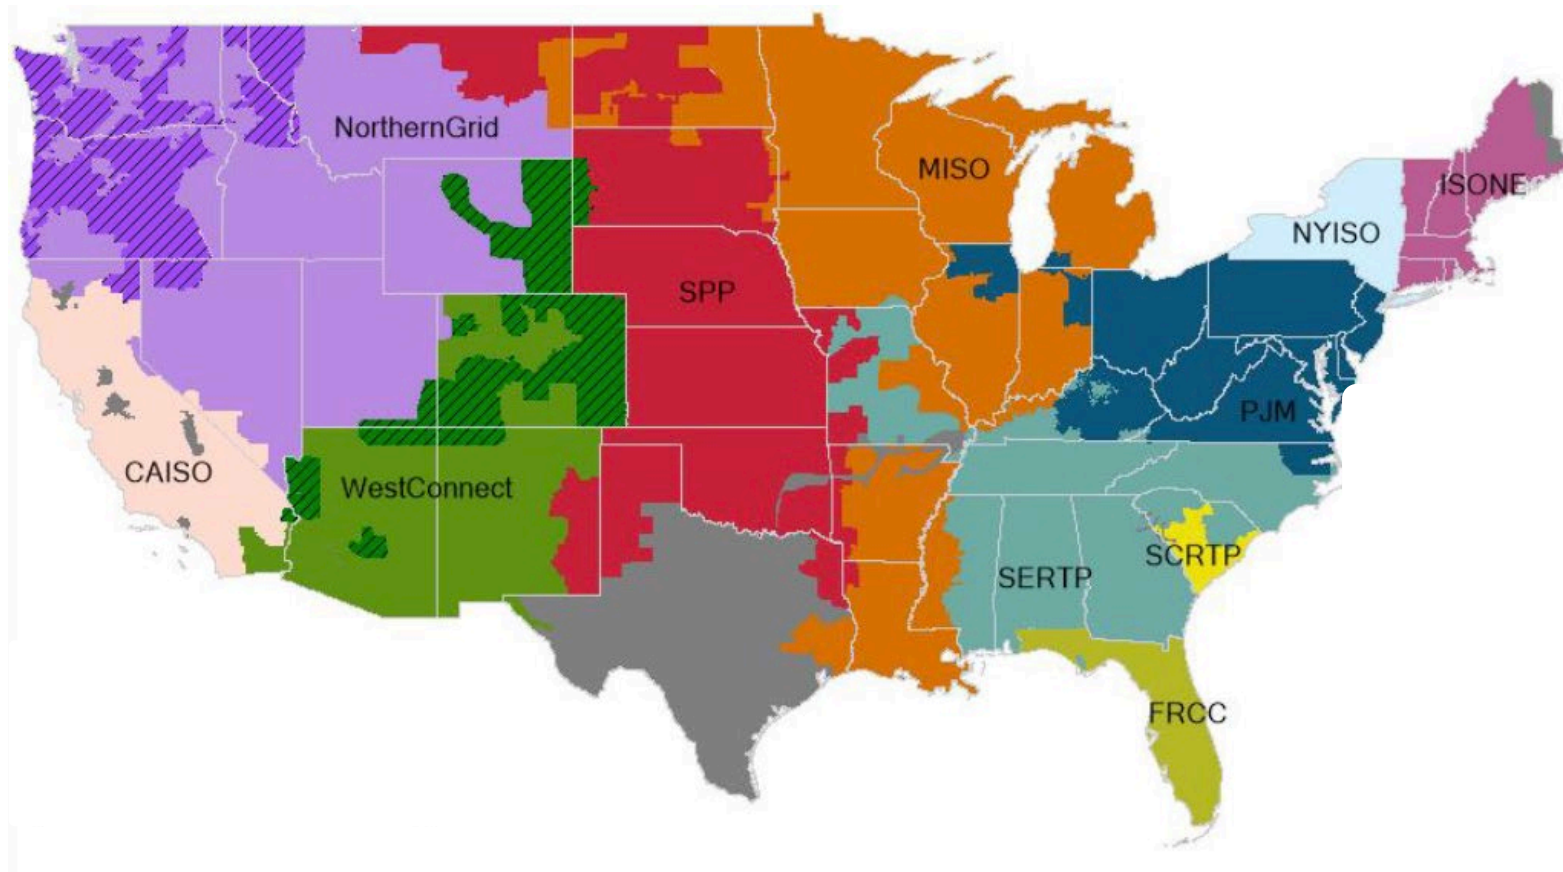 NorthernGrid
MISO
ISONE
NYISO
SPP
PJM
CAISO
WestConnect
SCRTP
SERTP
FRCC